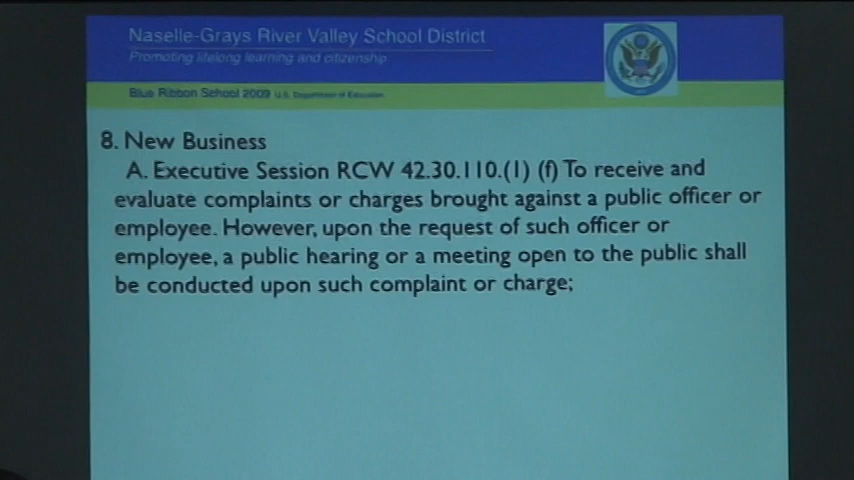 Naselle-Grays River Valley School District
Promoting lifelong learning and citizenship
Blue Ribbon School 2009 U.S. Department of Education
8. New Business
A. Executive Session RCW 42.30.110.(1) (f) To receive and
evaluate complaints or charges brought against a public officer or
employee. However, upon the request of such officer or
employee, a public hearing or a meeting open to the public shall
be conducted upon such complaint or charge;